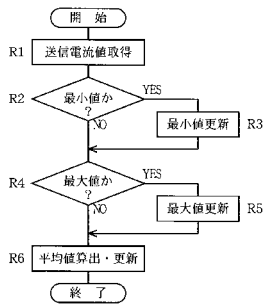 開 始
R1 送信電流値取得
R2 最小値か
?
YES
NO
最小値更新 R3
R4 最大値か
?
YES
NO
最大値更新 R5
R6 平均値算出・更新
終 了